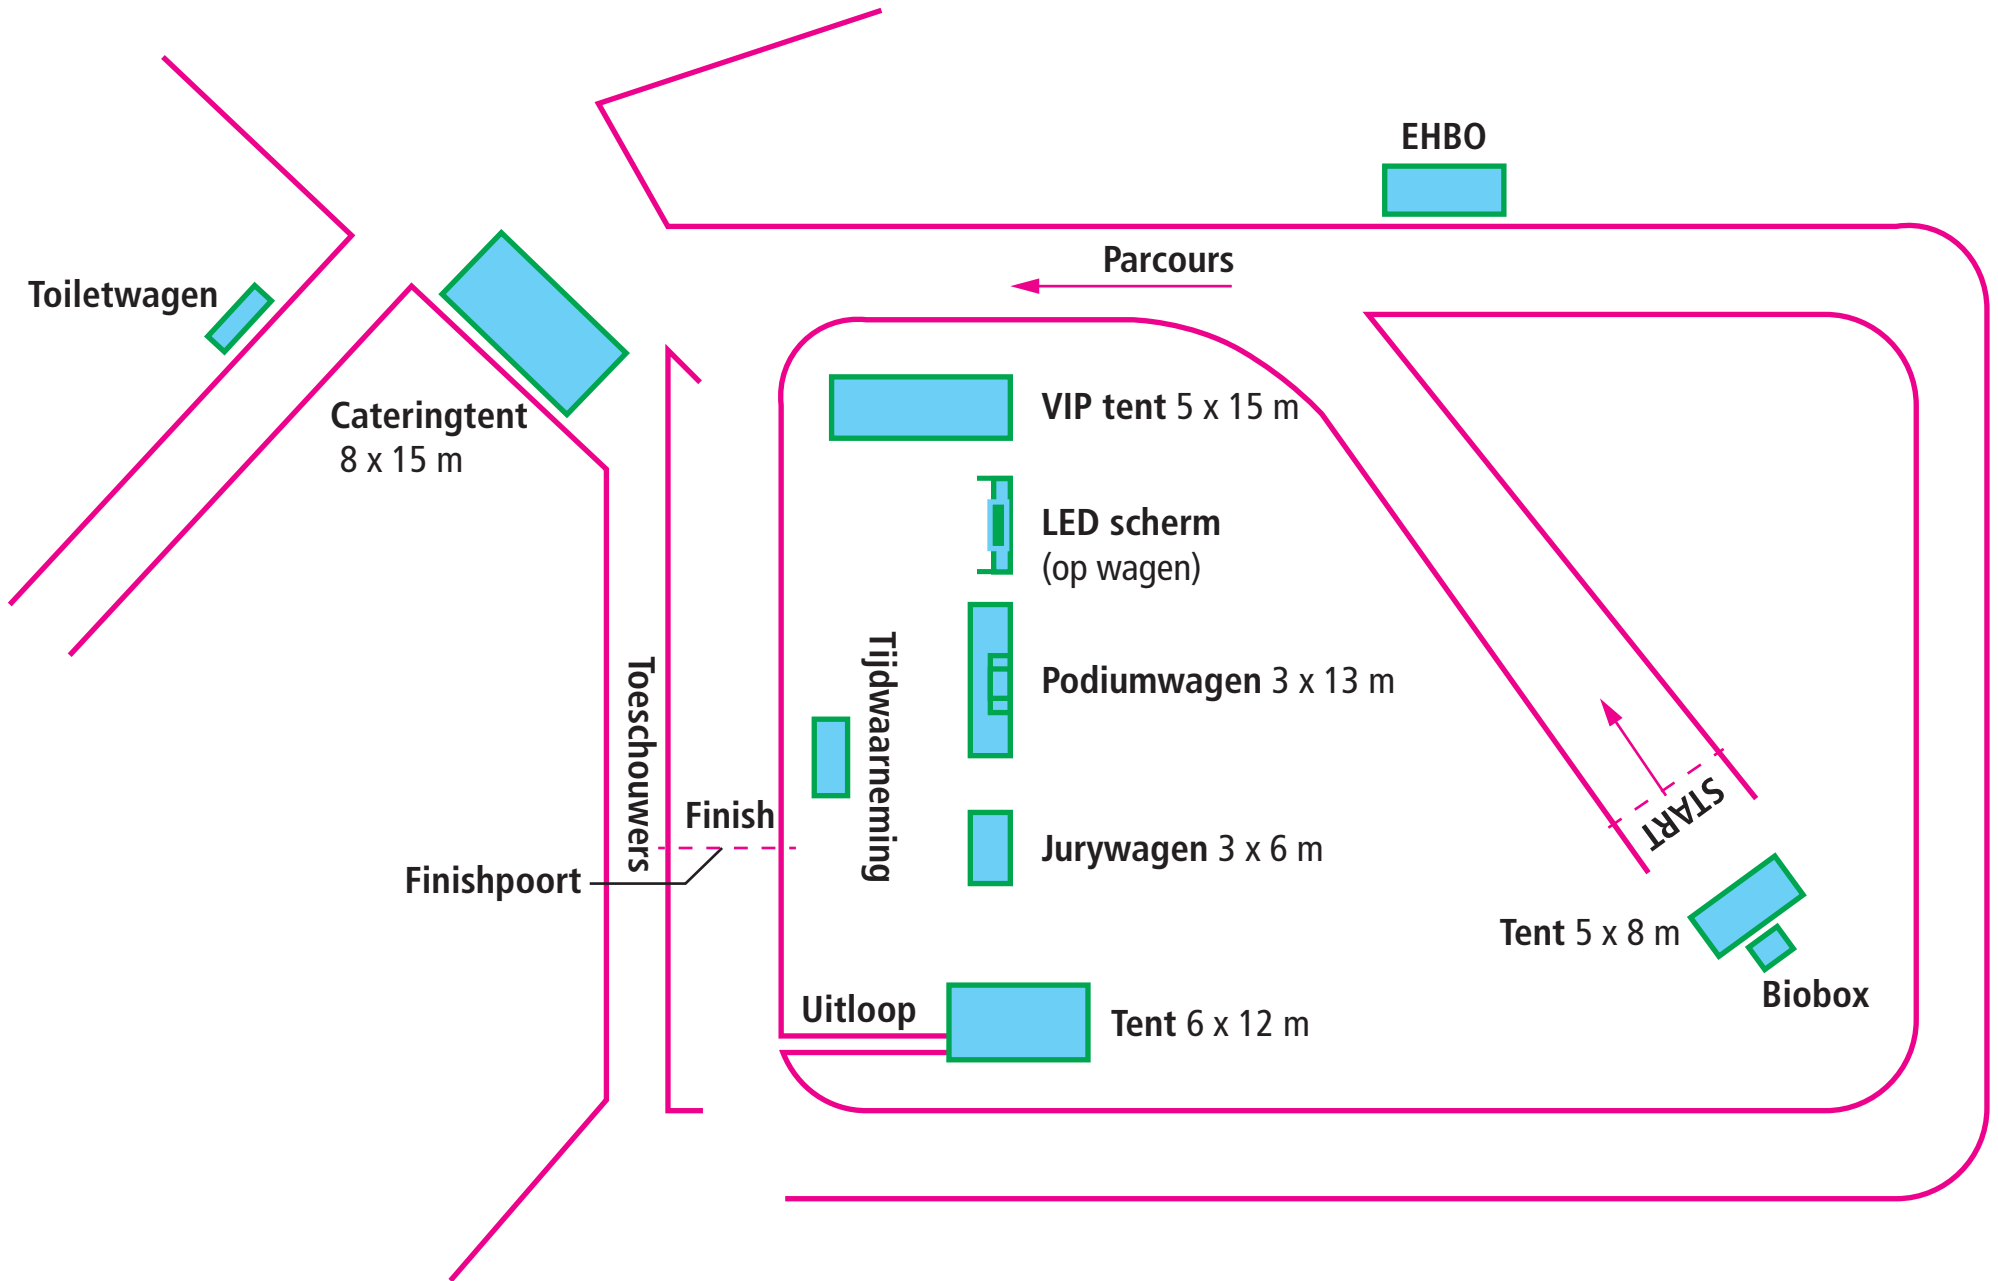 EHBO
Parcours
Toiletwagen
Cateringtent
8 x 15 m
VIP tent 5 x 15 m
LED scherm
(op wagen)
Toeschouwers
Tijdwaarneming
Podiumwagen 3 x 13 m
START
Finish
Jurywagen 3 x 6 m
Finishpoort
Tent 5 x 8 m
Biobox
Uitloop
Tent 6 x 12 m